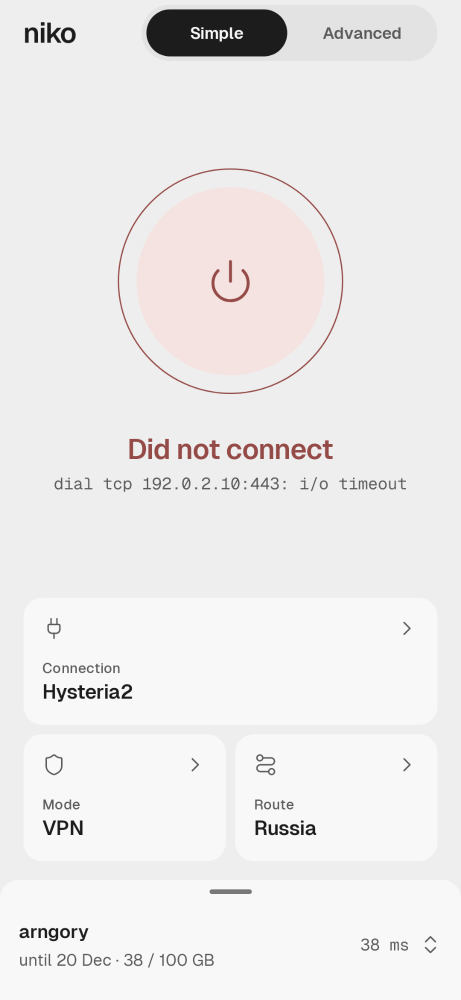 niko
Simple
Advanced
Did not connect
dial tcp 192.0.2.10:443: i/o timeout
Connection
Hysteria2
Mode
VPN
Route
Russia
arngory
until 20 Dec · 38 / 100 GB
38 ms